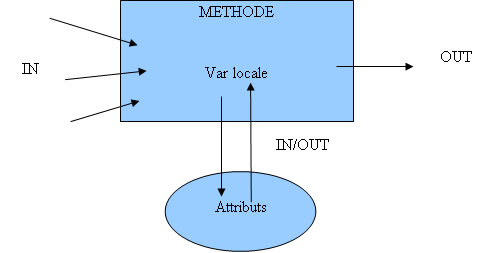 METHODE
IN
Var locale
OUT
IN/OUT
Attributs